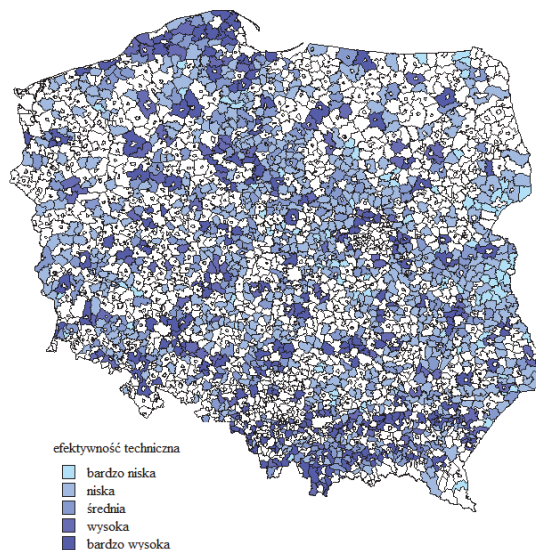 efektywność techniczna
bardzo niska
niska
średnia
wysoka
bardzo wysoka